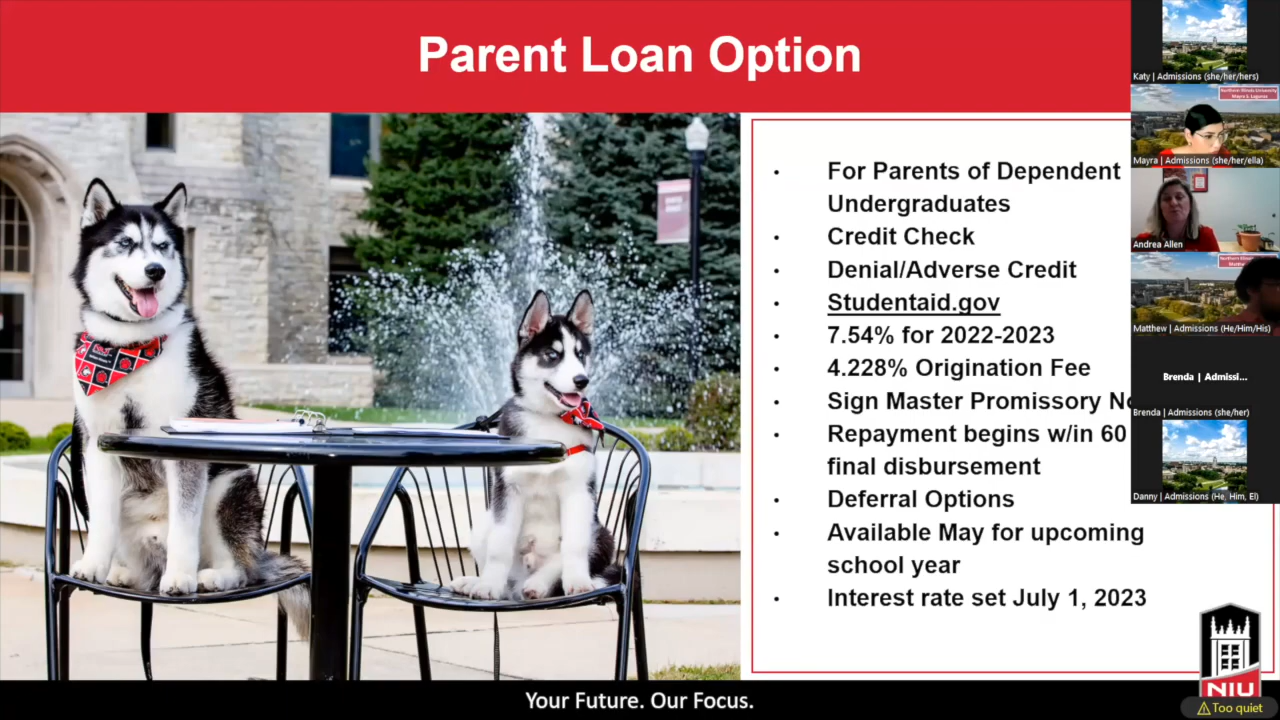 Parent Loan Option
For Parents of Dependent
Undergraduates
Credit Check
Denial/Adverse Credit
Studentaid.gov
7.54% for 2022-2023
4.228% Origination Fee
Sign Master Promissory
Repayment begins w/in 60
final disbursement
Deferral Options
Available May for upcoming
school year
Interest rate set July 1, 2023
Your Future. Our Focus.
NIU
Katy | Admissions (she/her/hers)
Northern Illinois University
Mayra | Admissions (she/her/ella)
Andrea Allen
Matthew | Admissions (He/Him/His)
Brenda | Admissi...
Brenda | Admissions (she/her)
Danny | Admissions (He, Him, El)
Too quiet